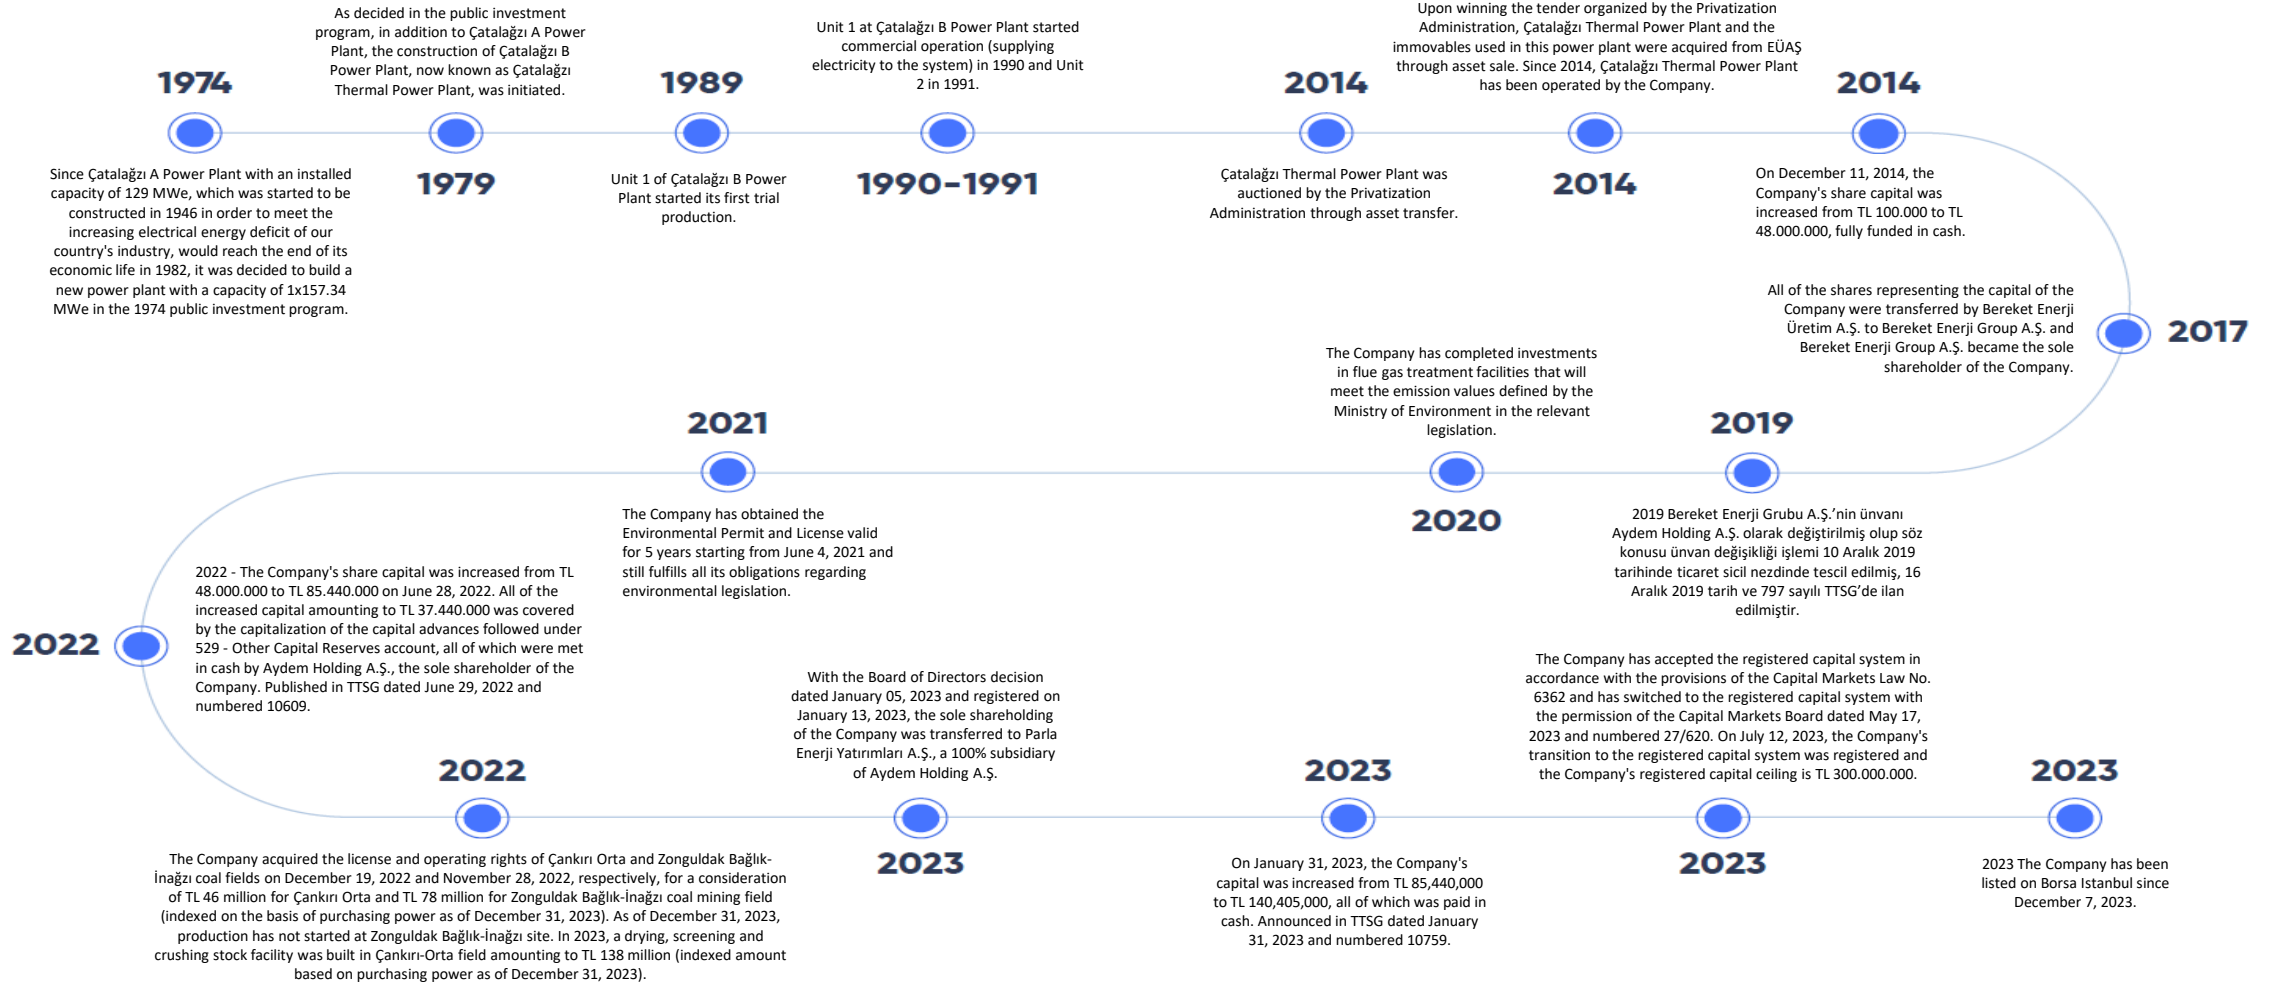 1974
Since Çatalağzı A Power Plant with an installed
capacity of 129 MWe, which was started to be
constructed in 1946 in order to meet the
increasing electrical energy deficit of our
country's industry, would reach the end of its
economic life in 1982, it was decided to build a
new power plant with a capacity of 1x157.34
MWe in the 1974 public investment program.
As decided in the public investment
program, in addition to Çatalağzı A Power
Plant, the construction of Çatalağzı B
Power Plant, now known as Çatalağzı
Thermal Power Plant, was initiated.
1979
1989
Unit 1 of Çatalağzı B Power
Plant started its first trial
production.
Unit 1 at Çatalağzı B Power Plant started
commercial operation (supplying
electricity to the system) in 1990 and Unit
2 in 1991.
1990-1991
2014
Çatalağzı Thermal Power Plant was
auctioned by the Privatization
Administration through asset transfer.
Upon winning the tender organized by the Privatization
Administration, Çatalağzı Thermal Power Plant and the
immovables used in this power plant were acquired from EÜAŞ
through asset sale. Since 2014, Çatalağzı Thermal Power Plant
has been operated by the Company.
2014
2014
On December 11, 2014, the
Company's share capital was
increased from TL 100.000 to TL
48.000.000, fully funded in cash.
All of the shares representing the capital of the
Company were transferred by Bereket Enerji
Üretim A.Ş. to Bereket Enerji Group A.Ş. and
Bereket Enerji Group A.Ş. became the sole
shareholder of the Company.
2017
2019
2019 Bereket Enerji Grubu A.Ş.’nin ünvanı
Aydem Holding A.Ş. olarak değiştirilmiş olup söz
konusu ünvan değişikliği işlemi 10 Aralık 2019
tarihinde ticaret sicil nezdinde tescil edilmiş, 16
Aralık 2019 tarih ve 797 sayılı TTSG’de ilan
edilmiştir.
The Company has completed investments
in flue gas treatment facilities that will
meet the emission values defined by the
Ministry of Environment in the relevant
legislation.
2020
2021
The Company has obtained the
Environmental Permit and License valid
for 5 years starting from June 4, 2021 and
still fulfills all its obligations regarding
environmental legislation.
2022
2022 - The Company's share capital was increased from TL
48.000.000 to TL 85.440.000 on June 28, 2022. All of the
increased capital amounting to TL 37.440.000 was covered
by the capitalization of the capital advances followed under
529 - Other Capital Reserves account, all of which were met
in cash by Aydem Holding A.Ş., the sole shareholder of the
Company. Published in TTSG dated June 29, 2022 and
numbered 10609.
2022
The Company acquired the license and operating rights of Çankırı Orta and Zonguldak Bağlık-
İnağzı coal fields on December 19, 2022 and November 28, 2022, respectively, for a consideration
of TL 46 million for Çankırı Orta and TL 78 million for Zonguldak Bağlık-İnağzı coal mining field
(indexed on the basis of purchasing power as of December 31, 2023). As of December 31, 2023,
production has not started at Zonguldak Bağlık-İnağzı site. In 2023, a drying, screening and
crushing stock facility was built in Çankırı-Orta field amounting to TL 138 million (indexed amount
based on purchasing power as of December 31, 2023).
With the Board of Directors decision
dated January 05, 2023 and registered on
January 13, 2023, the sole shareholding
of the Company was transferred to Parla
Enerji Yatırımları A.Ş., a 100% subsidiary
of Aydem Holding A.Ş.
2023
2023
On January 31, 2023, the Company's
capital was increased from TL 85,440,000
to TL 140,405,000, all of which was paid in
cash. Announced in TTSG dated January
31, 2023 and numbered 10759.
The Company has accepted the registered capital system in
accordance with the provisions of the Capital Markets Law No.
6362 and has switched to the registered capital system with
the permission of the Capital Markets Board dated May 17,
2023 and numbered 27/620. On July 12, 2023, the Company's
transition to the registered capital system was registered and
the Company's registered capital ceiling is TL 300.000.000.
2023
2023
2023 The Company has been
listed on Borsa Istanbul since
December 7, 2023.